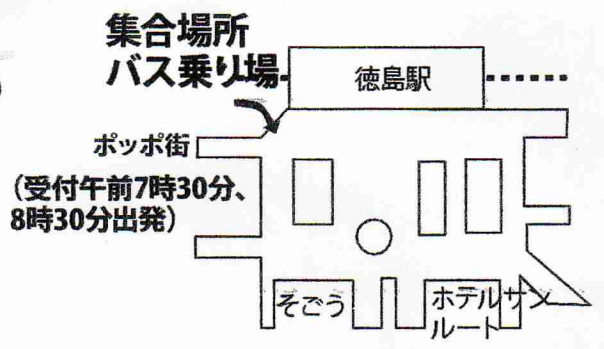 集合場所
バス乗り場
徳島駅
ポッポ街
(受付午前7時30分、
8時30分出発)
そごう
ホテルサン
ルート